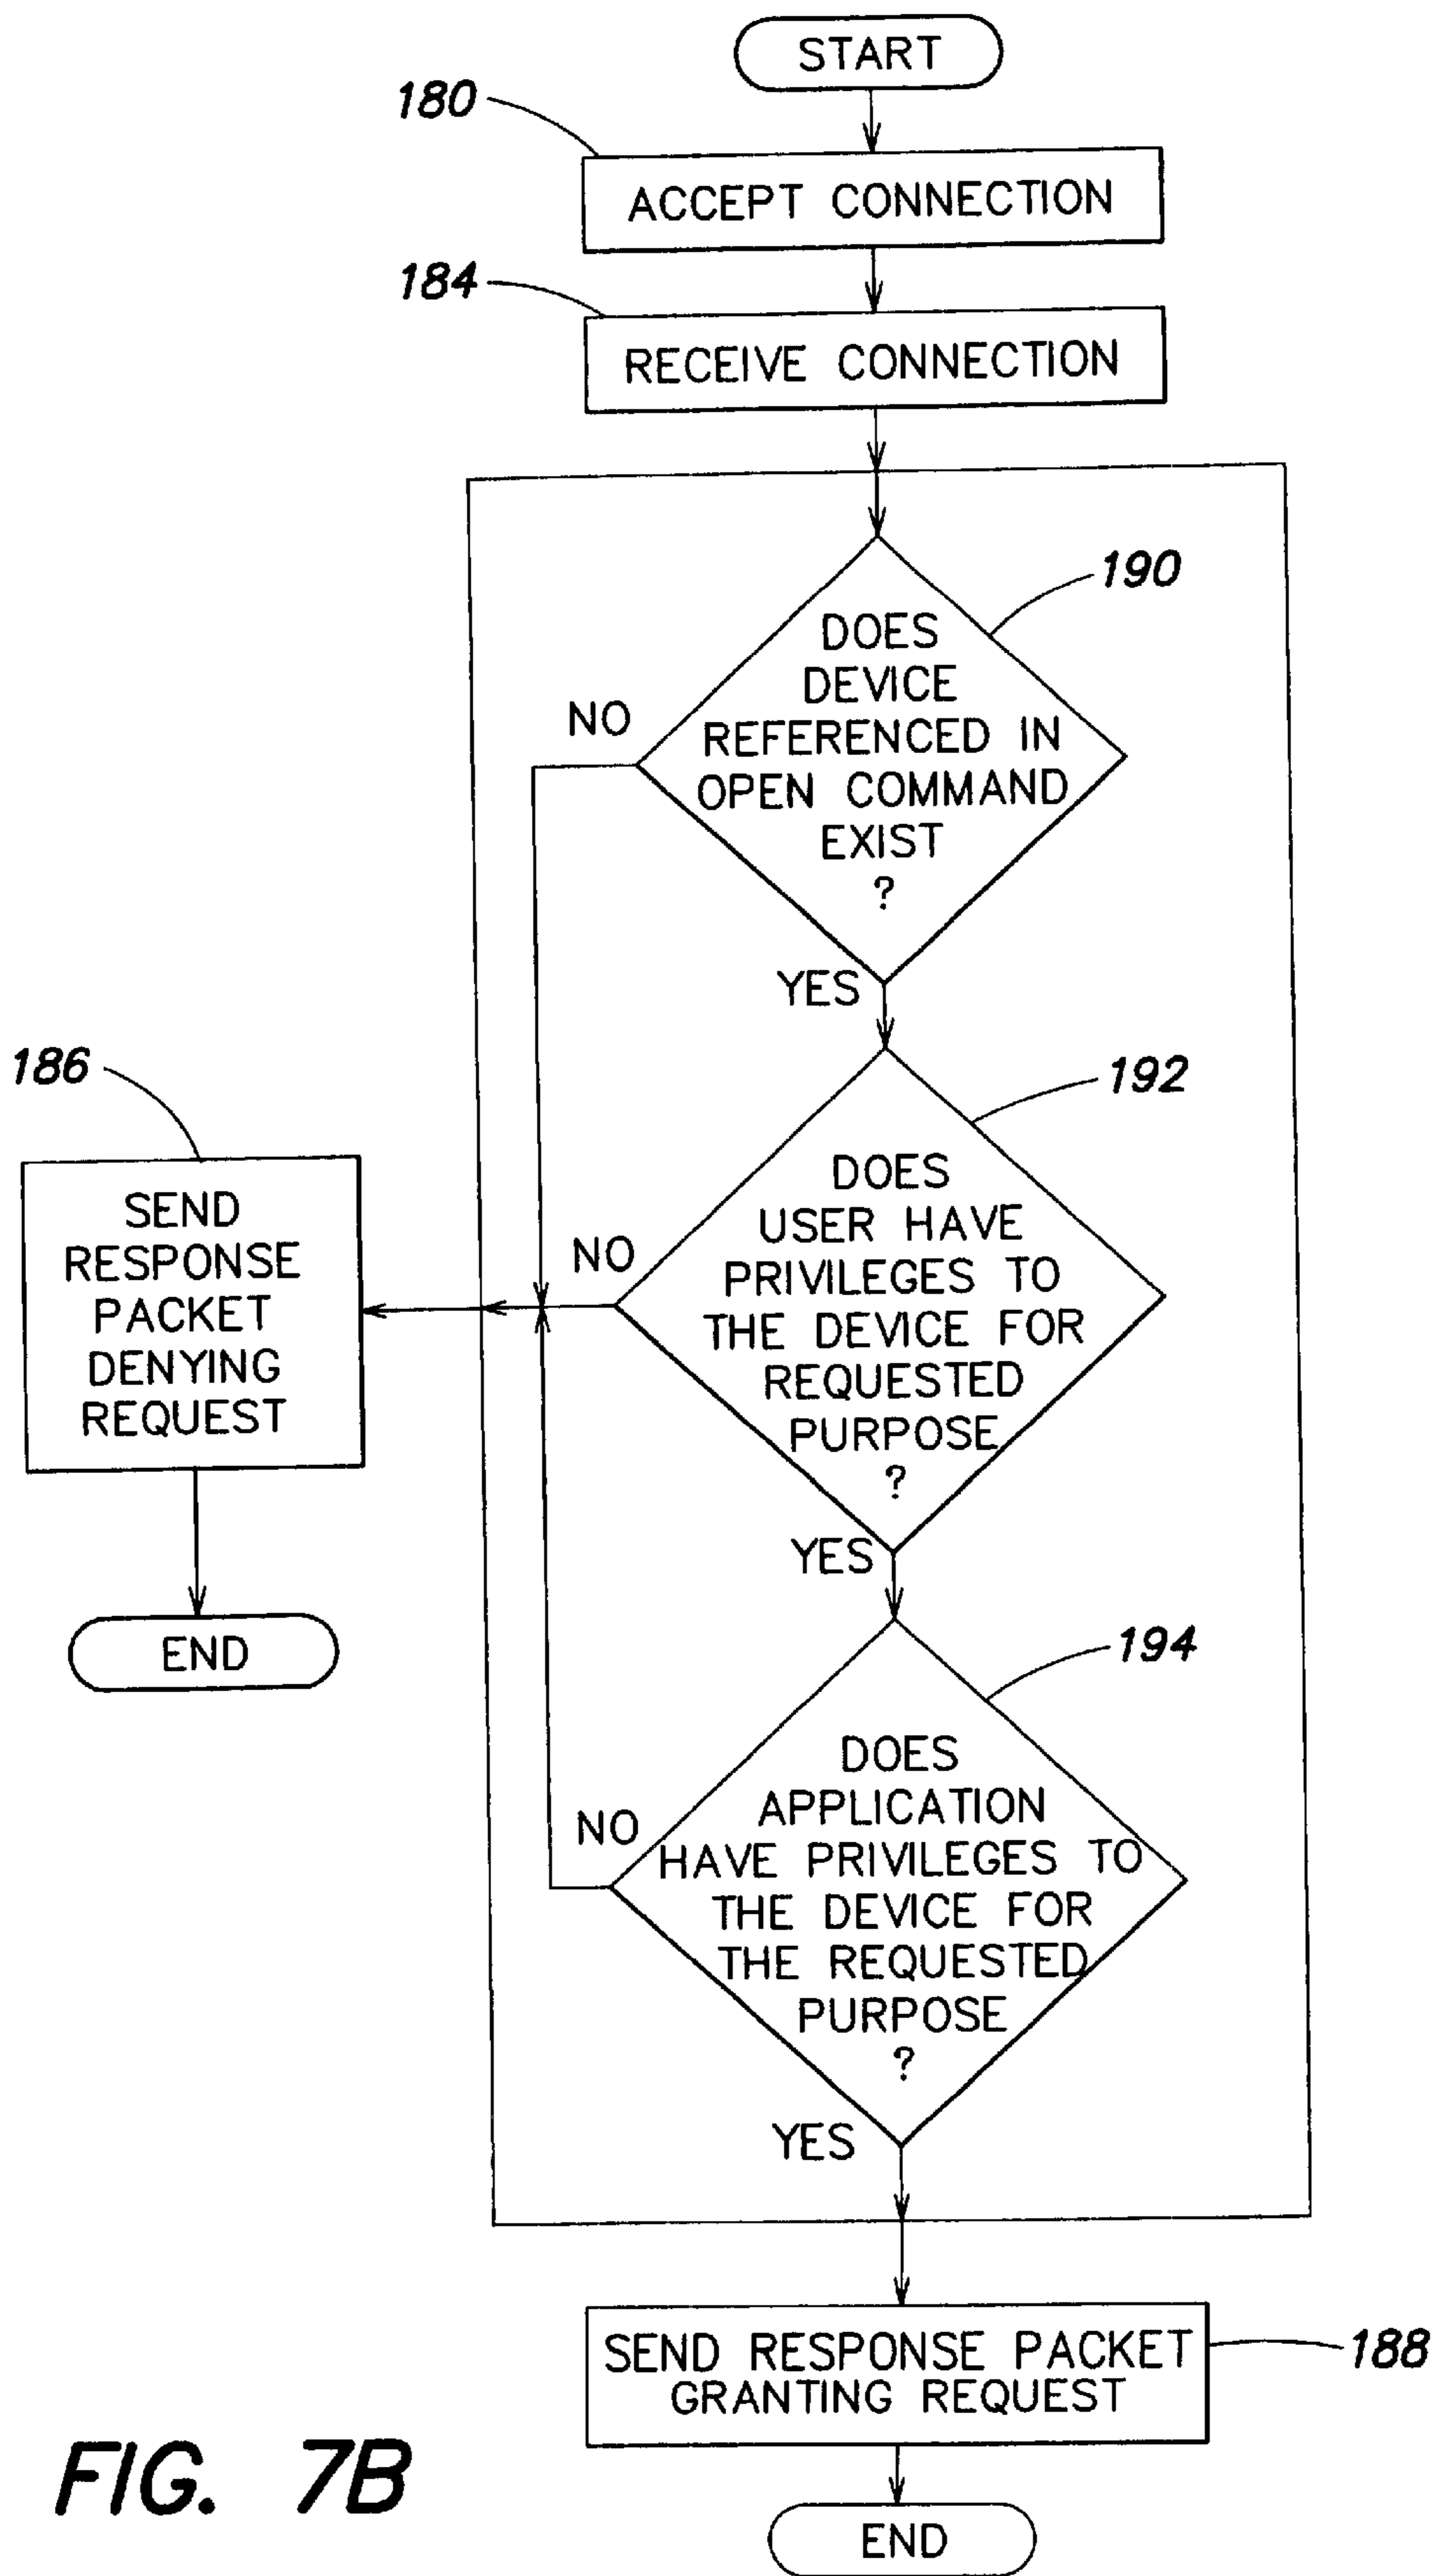 START
180
ACCEPT CONNECTION
184
RECEIVE CONNECTION
190
DOES
DEVICE
REFERENCED IN
OPEN COMMAND
EXIST
?
NO
YES
192
DOES
USER HAVE
PRIVILEGES TO
THE DEVICE FOR
REQUESTED
PURPOSE
?
NO
YES
186
SEND
RESPONSE
PACKET
DENYING
REQUEST
END
194
DOES
APPLICATION
HAVE PRIVILEGES TO
THE DEVICE FOR
THE REQUESTED
PURPOSE
?
NO
YES
SEND RESPONSE PACKET
GRANTING REQUEST
188
END
FIG. 7B